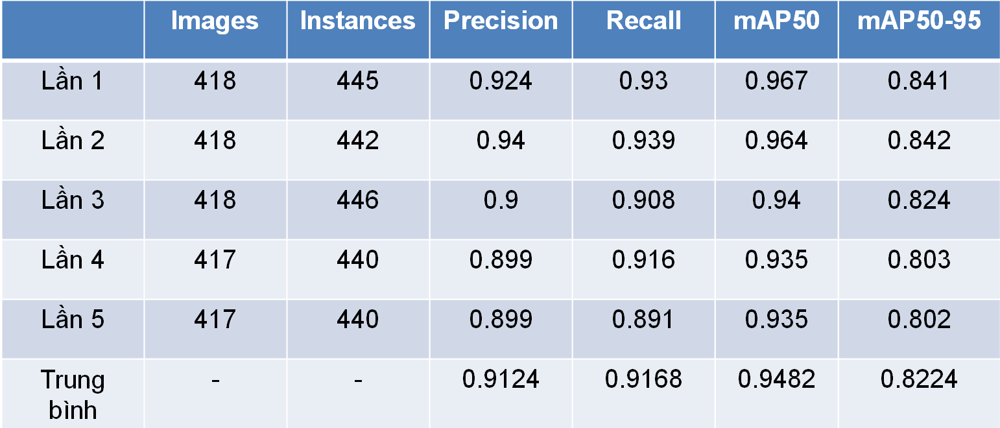 Images Instances Precision Recall mAP50 mAP50-95
Lần 1 418 445 0.924 0.93 0.967 0.841
Lần 2 418 442 0.94 0.939 0.964 0.842
Lần 3 418 446 0.9 0.908 0.94 0.824
Lần 4 417 440 0.899 0.916 0.935 0.803
Lần 5 417 440 0.899 0.891 0.935 0.802
Trung - - 0.9124 0.9168 0.9482 0.8224
bình